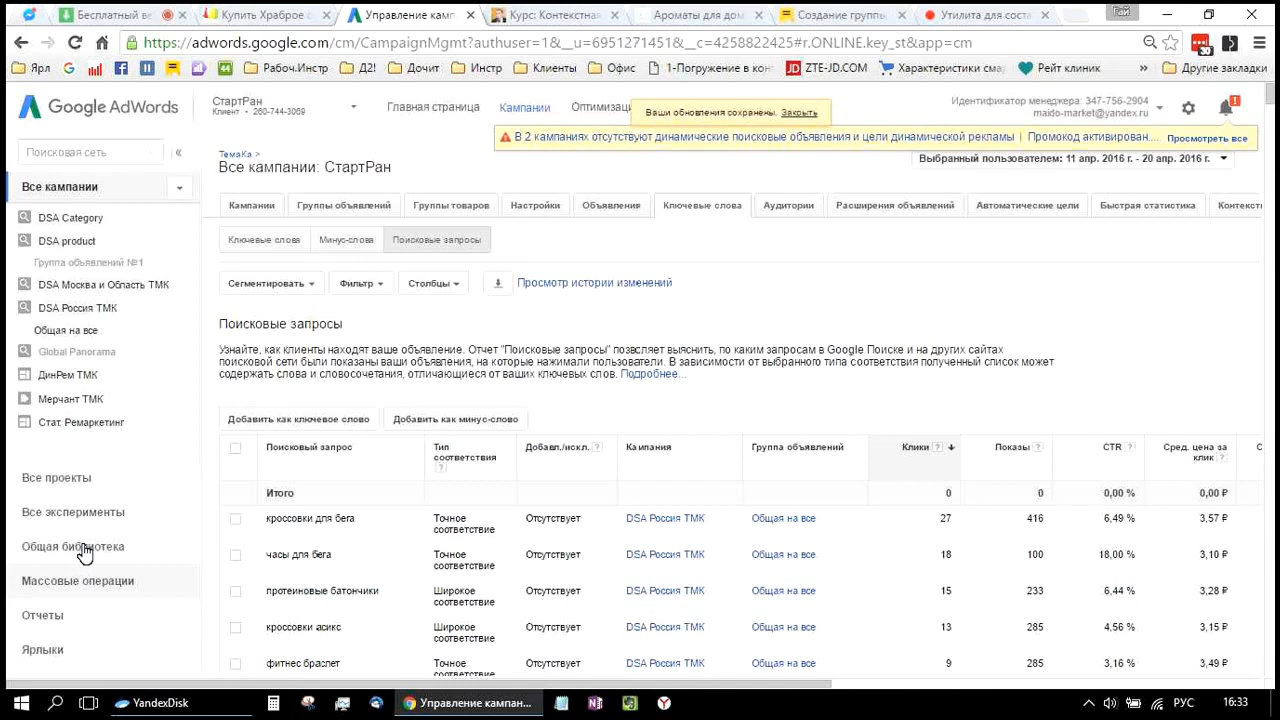 Бесплатный ве
Купить Храброе
Управление камп
Курс: Контекстная
Ароматы для дом
Создание группы
Утилита для соста
Гай
https://adwords.google.com/cm/CampaignMgmt?authuser=1&__u=6951271451&__c=4258822425#r.ONLINE.key_st&app=cm
Ярл
44
Рабоч.Инстр
Д2!
Дочит
Инстр
Клиенты
Офис
1-Погружение в конт
ZTE-JD.COM
Характеристики сма
Рейт клиник
»
Другие закладки
Google AdWords
СтартРан
Клиент • 260-744-3069
Главная страница
Кампании
Оптимизаци
Ваши обновления сохранены. Закрыть
Идентификатор менеджера: 347-756-2904
maido-market@yandex.ru
В 2 кампаниях отсутствуют динамические поисковые объявления и цели динамической рекламы | Промокод активирован.... Просмотреть все
Поисковая сеть
«
ТемаКа >
Все кампании: СтартРан
Выбранный пользователем: 11 апр. 2016 г. - 20 апр. 2016 г.
Все кампании
DSA Category
DSA product
Группа объявлений №1
DSA Москва и Область ТМК
DSA Россия ТМК
Общая на все
Global Panorama
ДинРем ТМК
Мерчант ТМК
Стат. Ремаркетинг
Все проекты
Все эксперименты
Общая библиотека
Массовые операции
Отчеты
Ярлыки
Кампании
Группы объявлений
Группы товаров
Настройки
Объявления
Ключевые слова
Аудитории
Расширения объявлений
Автоматические цели
Быстрая статистика
Контекст
Ключевые слова
Минус-слова
Поисковые запросы
Сегментировать
Фильтр
Столбцы
Просмотр истории изменений
Поисковые запросы
Узнайте, как клиенты находят ваше объявление. Отчет "Поисковые запросы" позволяет выяснить, по каким запросам в Google Поиске и на других сайтах
поисковой сети были показаны ваши объявления, на которые нажимали пользователи. В зависимости от выбранного типа соответствия полученный список может
содержать слова и словосочетания, отличающиеся от ваших ключевых слов. Подробнее...
Добавить как ключевое слово
Добавить как минус-слово
Поисковый запрос
Тип соответствия ?
Добавл./искл. ?
Кампания
Группа объявлений
Клики ?
Показы ?
CTR ?
Сред. цена за клик ?
С
Итого 0 0 0,00 % 0,00 ₽
кроссовки для бега Точное соответствие Отсутствует DSA Россия ТМК Общая на все 27 416 6,49 % 3,57 ₽
часы для бега Точное соответствие Отсутствует DSA Россия ТМК Общая на все 18 100 18,00 % 3,10 ₽
протеиновые батончики Широкое соответствие Отсутствует DSA Россия ТМК Общая на все 15 233 6,44 % 3,28 ₽
кроссовки асикс Широкое соответствие Отсутствует DSA Россия ТМК Общая на все 13 285 4,56 % 3,15 ₽
фитнес браслет Точное соответствие Отсутствует DSA Россия ТМК Общая на все 9 285 3,16 % 3,49 ₽
YandexDisk
Управление кампан...
РУС
16:33